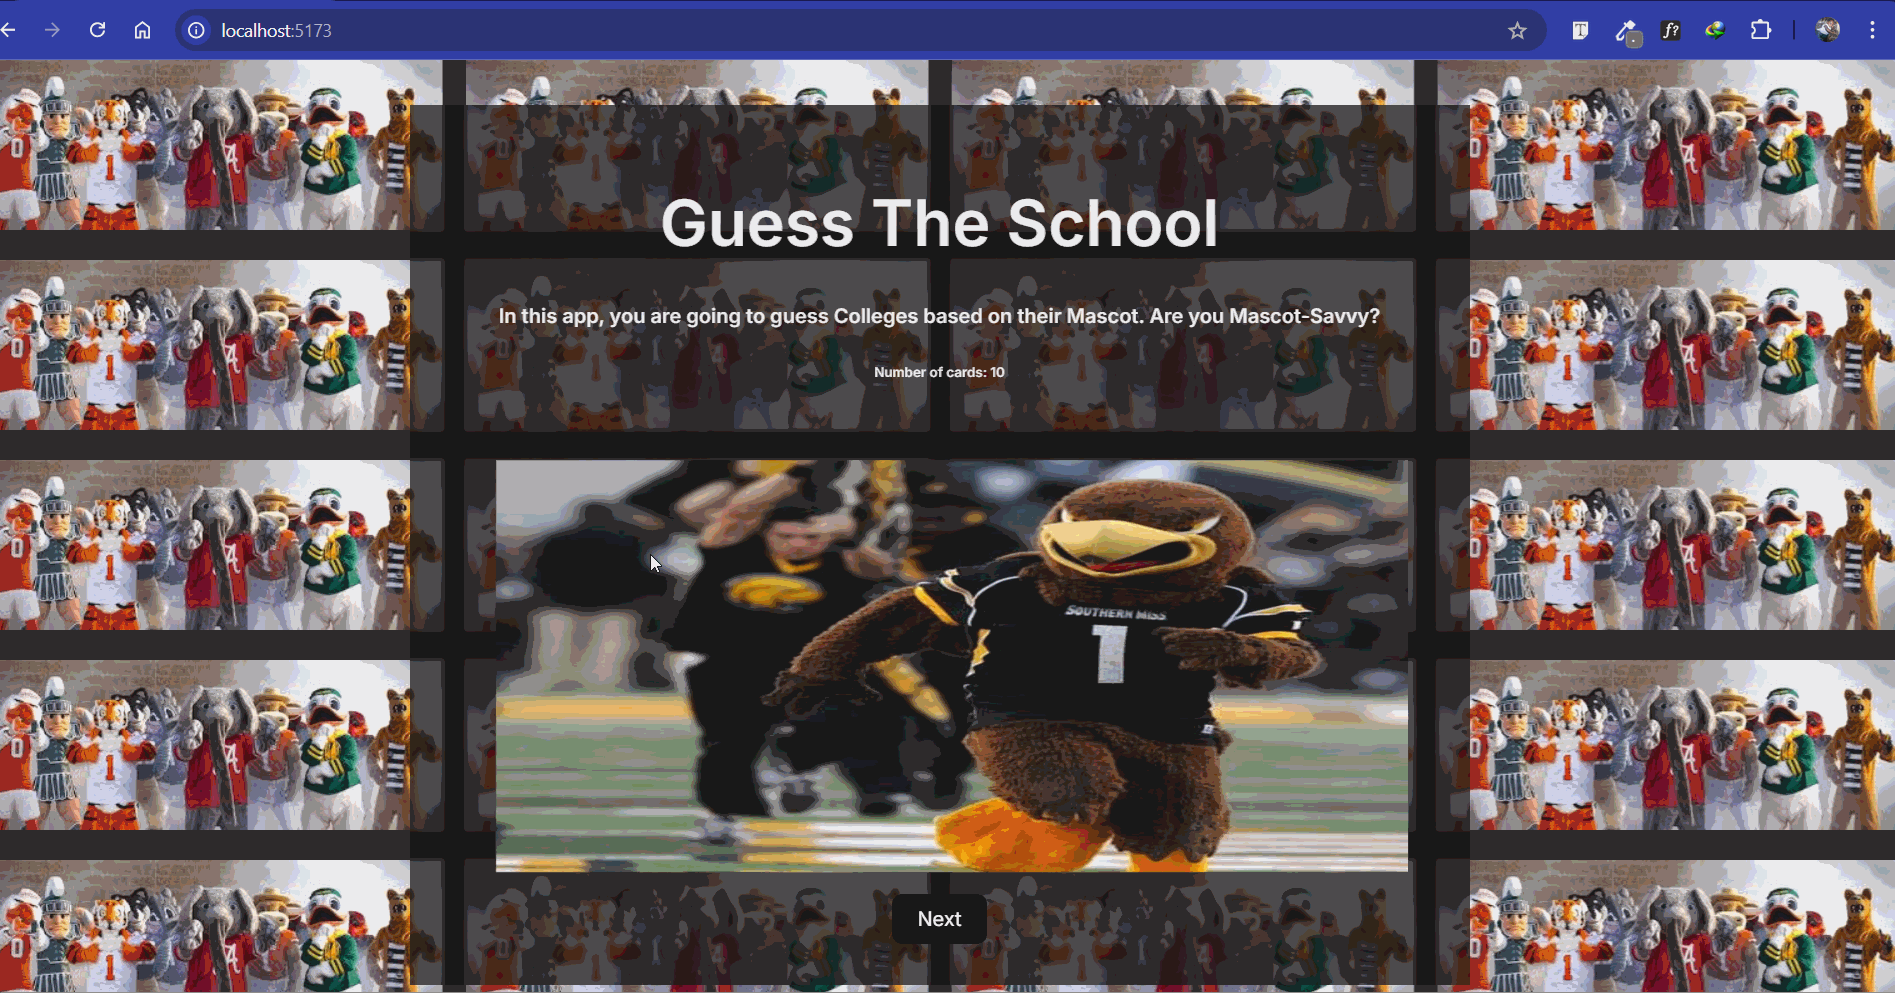 localhost:5173
Guess The School
In this app, you are going to guess Colleges based on their Mascot. Are you Mascot-Savvy?
Number of cards: 10
SOUTHERN MISS
1
Next